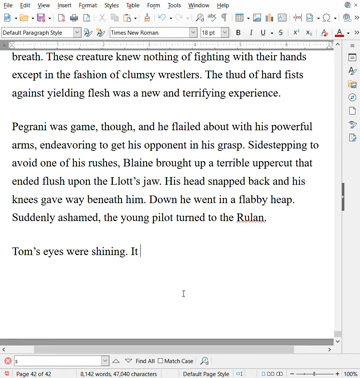 File Edit View Insert Format Styles Table Form Tools Window Help
Default Paragraph Style Times New Roman 18 pt
breath. These creature knew nothing of fighting with their hands
except in the fashion of clumsy wrestlers. The thud of hard fists
against yielding flesh was a new and terrifying experience.
Pegrani was game, though, and he flailed about with his powerful
arms, endeavoring to get his opponent in his grasp. Sidestepping to
avoid one of his rushes, Blaine brought up a terrible uppercut that
ended flush upon the Llott’s jaw. His head snapped back and his
knees gave way beneath him. Down he went in a flabby heap.
Suddenly ashamed, the young pilot turned to the Rulan.
Tom’s eyes were shining. It
s Find All Match Case
Page 42 of 42 8,142 words, 47,040 characters Default Page Style 100%